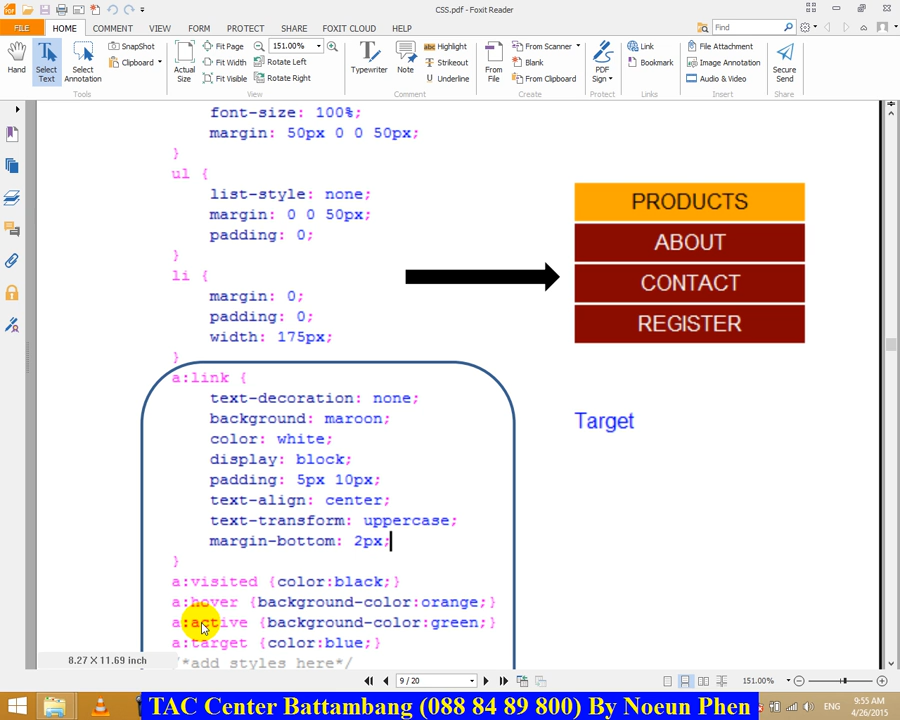 CSS.pdf - Foxit Reader
FILE HOME COMMENT VIEW FORM PROTECT SHARE FOXIT CLOUD HELP
Find
Hand
Select Text
Select Annotation
SnapShot
Clipboard
Tools
Actual Size
Fit Page
Fit Width
Fit Visible
151.00%
Rotate Left
Rotate Right
View
Typewriter
Note
Highlight
Strikeout
Underline
Comment
From File
From Scanner
Blank
From Clipboard
Create
PDF Sign
Protect
Link
Bookmark
Links
File Attachment
Image Annotation
Audio & Video
Insert
Secure Send
Share
font-size: 100%;
margin: 50px 0 0 50px;
}
ul {
list-style: none;
margin: 0 0 50px;
padding: 0;
}
li {
margin: 0;
padding: 0;
width: 175px;
}
a:link {
text-decoration: none;
background: maroon;
color: white;
display: block;
padding: 5px 10px;
text-align: center;
text-transform: uppercase;
margin-bottom: 2px;
}
a:visited {color:black;}
a:hover {background-color:orange;}
a:active {background-color:green;}
a:target {color:blue;}
/*add styles here*/
PRODUCTS
ABOUT
CONTACT
REGISTER
Target
8.27 X 11.69 inch
9 / 20
151.00%
TAC Center Battambang (088 84 89 800) By Noeun Phen
ENG
9:55 AM
4/26/2015